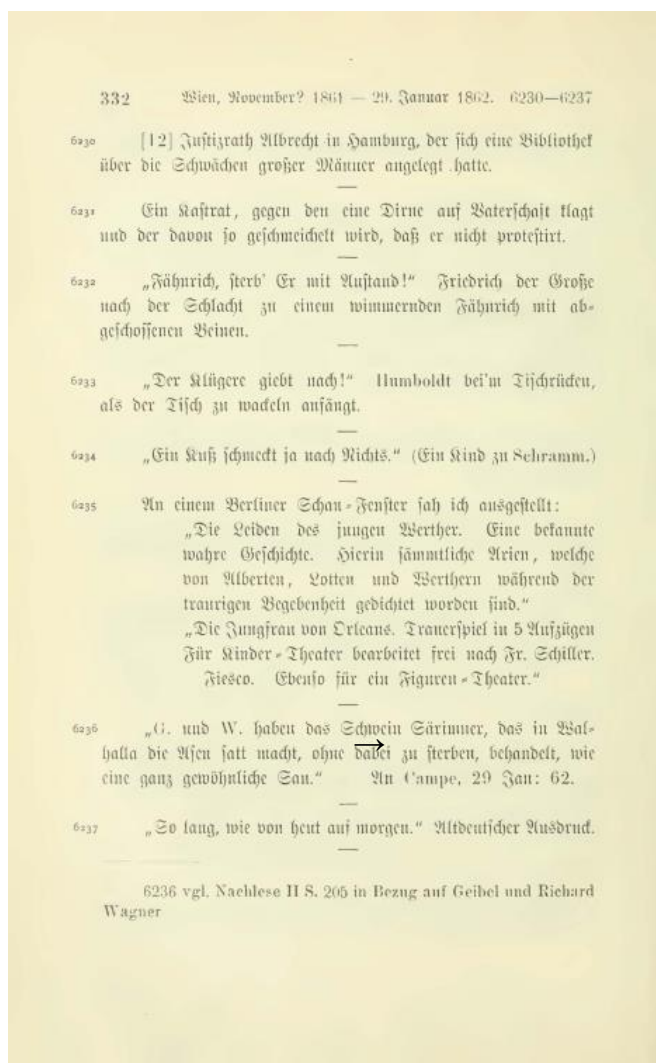 332 Wien, November? 1861 — 29. Januar 1862. 6230—6237
6230 [12] Justizrath Albrecht in Hamburg, der sich eine Bibliothek
über die Schwächen großer Männer angelegt hatte.
6231 Ein Kastrat, gegen den eine Dirne auf Vaterschaft klagt
und der davon so geschmeichelt wird, daß er nicht protestirt.
6232 „Fähnrich, sterb' Er mit Anstand!“ Friedrich der Große
nach der Schlacht zu einem wimmernden Fähnrich mit ab-
geschossenen Beinen.
6233 „Der Klügere giebt nach!“ Humboldt bei'm Tischrücken,
als der Tisch zu wackeln anfängt.
6234 „Ein Kuß schmeckt ja nach Nichts.“ (Ein Kind zu Schramm.)
6235 An einem Berliner Schau-Fenster sah ich ausgestellt:
„Die Leiden des jungen Werther. Eine bekannte
wahre Geschichte. Hierin sämmtliche Arien, welche
von Alberten, Lotten und Werthern während der
traurigen Begebenheit gedichtet worden sind.“
„Die Jungfrau von Orleans. Trauerspiel in 5 Aufzügen
Für Kinder-Theater bearbeitet frei nach Fr. Schiller.
Fiesco. Ebenso für ein Figuren-Theater.“
6236 „G. und W. haben das Schwein Särimner, das in Wal-
halla die Asen satt macht, ohne dabei zu sterben, behandelt, wie
eine ganz gewöhnliche Sau.“ An Campe, 29 Jan: 62.
6237 „So lang, wie von heut auf morgen.“ Altdeutscher Ausdruck.
6236 vgl. Nachlese II S. 205 in Bezug auf Geibel und Richard
Wagner